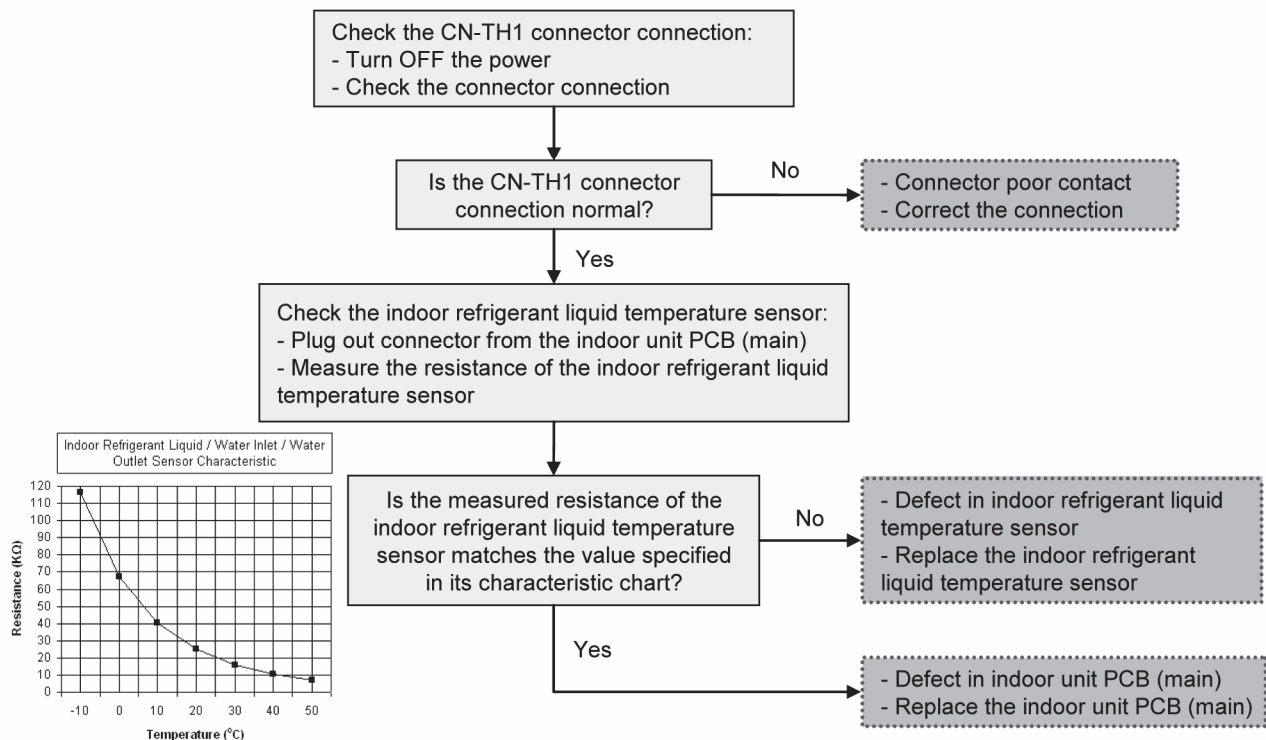 Check the CN-TH1 connector connection:
- Turn OFF the power
- Check the connector connection
Is the CN-TH1 connector
connection normal?
No
- Connector poor contact
- Correct the connection
Yes
Check the indoor refrigerant liquid temperature sensor:
- Plug out connector from the indoor unit PCB (main)
- Measure the resistance of the indoor refrigerant liquid
temperature sensor
Indoor Refrigerant Liquid / Water Inlet / Water
Outlet Sensor Characteristic
Resistance (KΩ)
120
110
100
90
80
70
60
50
40
30
20
10
0
-10 0 10 20 30 40 50
Temperature (°C)
Is the measured resistance of the
indoor refrigerant liquid temperature
sensor matches the value specified
in its characteristic chart?
No
- Defect in indoor refrigerant liquid
temperature sensor
- Replace the indoor refrigerant
liquid temperature sensor
Yes
- Defect in indoor unit PCB (main)
- Replace the indoor unit PCB (main)